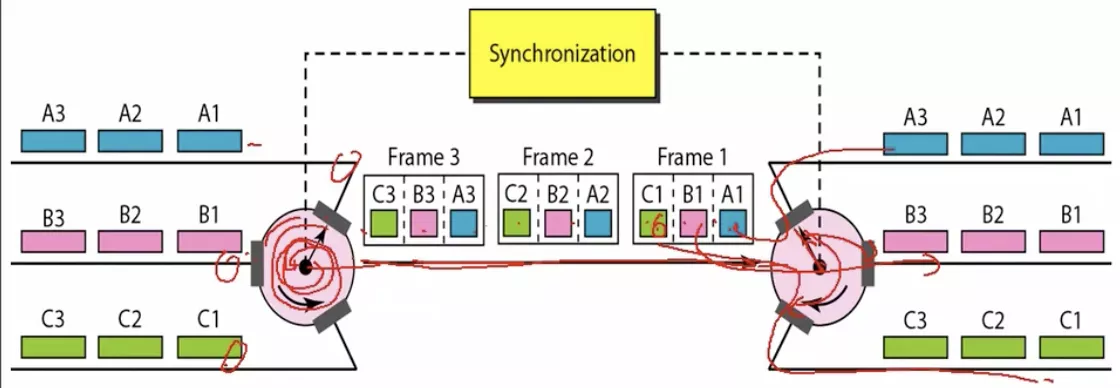 Synchronization
A3 A2 A1
A3 A2 A1
Frame 3 Frame 2 Frame 1
C3 B3 A3 C2 B2 A2 C1 B1 A1
B3 B2 B1
B3 B2 B1
C3 C2 C1
C3 C2 C1